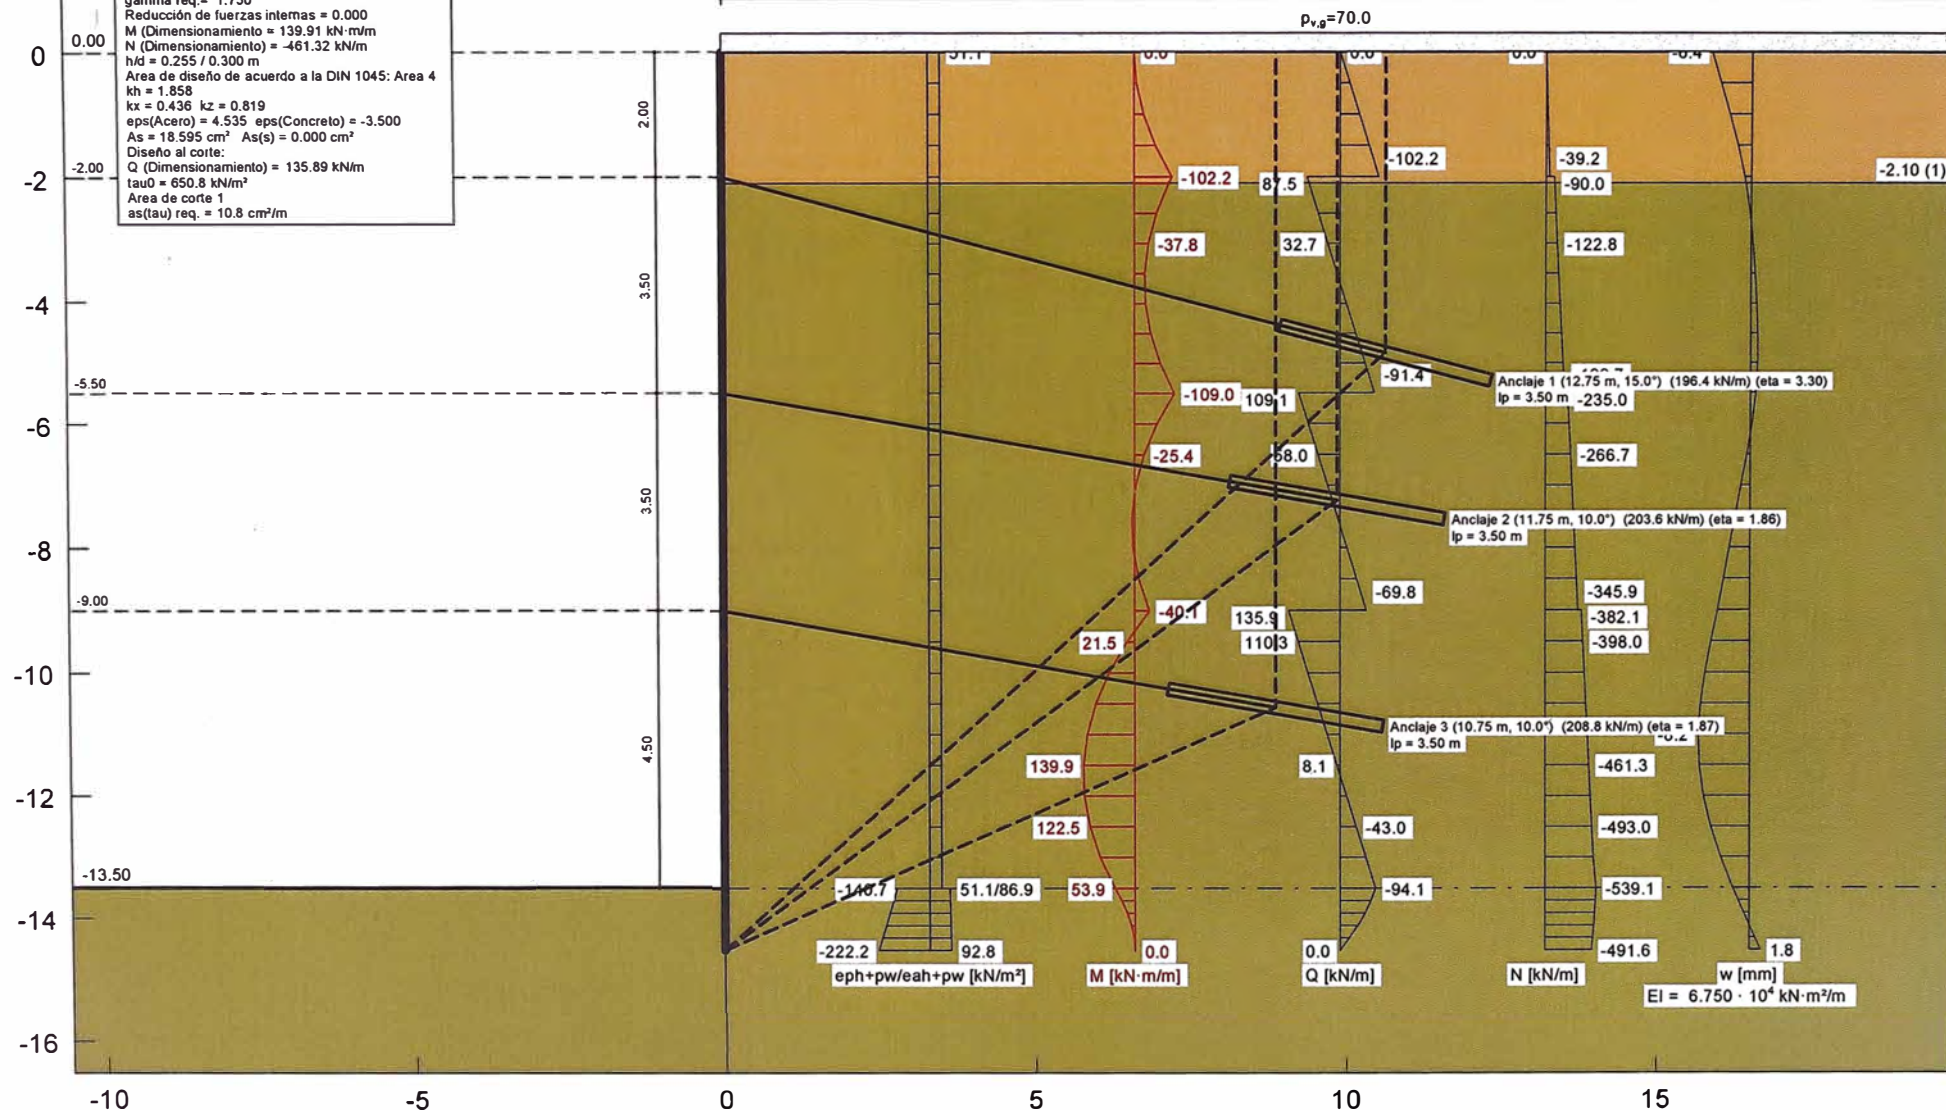 gamma req.= 1.750
Reducción de fuerzas internas = 0.000
M (Dimensionamiento = 139.91 kN·m/m
N (Dimensionamiento) = -461.32 kN/m
h/d = 0.255 / 0.300 m
Area de diseño de acuerdo a la DIN 1045: Area 4
kh = 1.858
kx = 0.436 kz = 0.819
eps(Acero) = 4.535 eps(Concreto) = -3.500
As = 18.595 cm² As(s) = 0.000 cm²
Diseño al corte:
Q (Dimensionamiento) = 135.89 kN/m
tau0 = 650.8 kN/m²
Area de corte 1
as(tau) req. = 10.8 cm²/m
pv,g=70.0
0
0.00
51.1
0.0
0.0
0.0
-6.4
2.00
-2
-2.00
-102.2
87.5
-102.2
-39.2
-90.0
-2.10 (1)
-37.8
32.7
-122.8
3.50
-4
-5.50
-109.0
109.1
-91.4
Anclaje 1 (12.75 m, 15.0°) (196.4 kN/m) (eta = 3.30)
lp = 3.50 m
-235.0
-6
-25.4
58.0
-266.7
3.50
Anclaje 2 (11.75 m, 10.0°) (203.6 kN/m) (eta = 1.86)
lp = 3.50 m
-8
-9.00
-40.1
135.9
-69.8
-345.9
-382.1
21.5
110.3
-398.0
-10
4.50
Anclaje 3 (10.75 m, 10.0°) (208.8 kN/m) (eta = 1.87)
lp = 3.50 m
139.9
8.1
-461.3
-12
122.5
-43.0
-493.0
-13.50
-140.7
51.1/86.9
53.9
-94.1
-539.1
-14
-222.2
92.8
0.0
0.0
-491.6
1.8
eph+pw/eah+pw [kN/m²]
M [kN·m/m]
Q [kN/m]
N [kN/m]
w [mm]
EI = 6.750 · 10⁴ kN·m²/m
-16
-10
-5
0
5
10
15